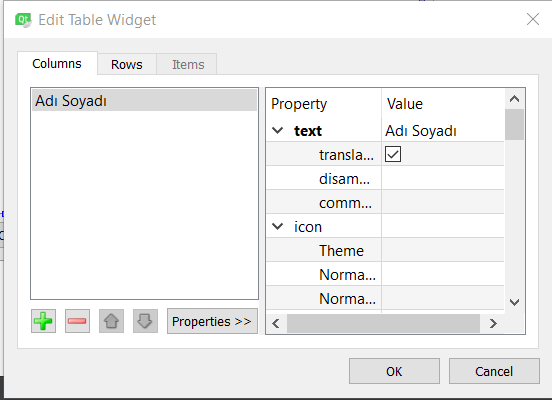 Qt Edit Table Widget
Columns Rows Items
Adı Soyadı
Property Value
text Adı Soyadı
transla...
disam...
comm...
icon
Theme
Norma...
Norma...
Properties >>
OK Cancel